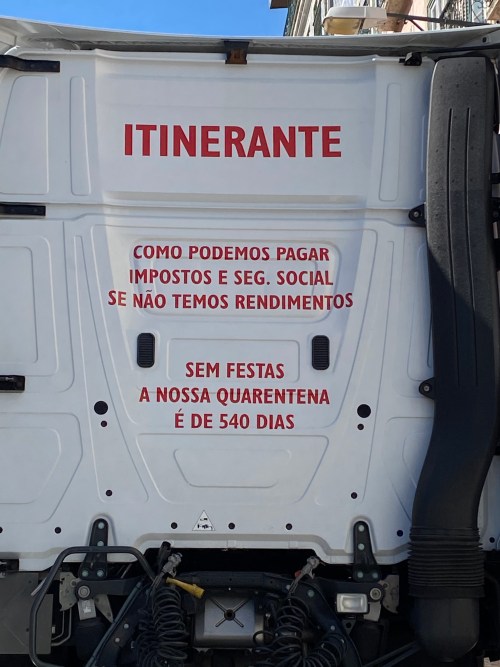 ITINERANTE
COMO PODEMOS PAGAR
IMPOSTOS E SEG. SOCIAL
SE NÃO TEMOS RENDIMENTOS
SEM FESTAS
A NOSSA QUARENTENA
É DE 540 DIAS